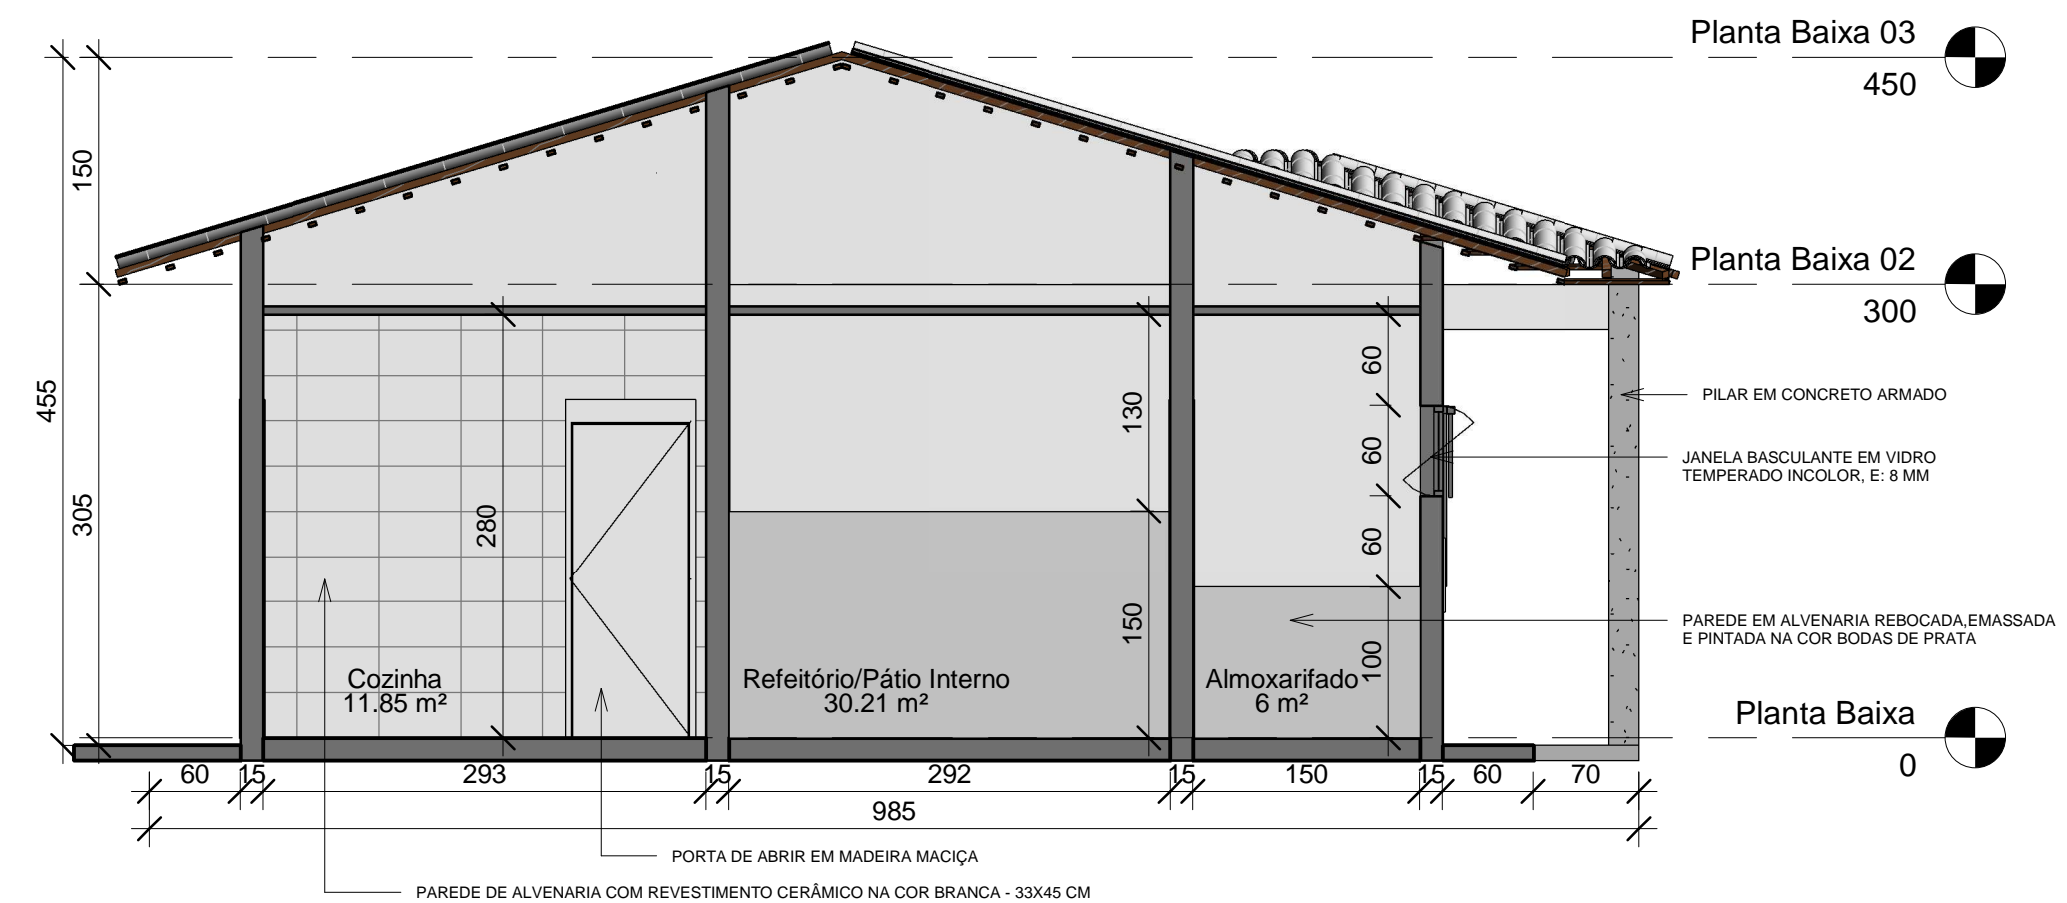 Planta Baixa 03
450
150
Planta Baixa 02
300
455
305
280
130
150
60
60
60
100
PILAR EM CONCRETO ARMADO
JANELA BASCULANTE EM VIDRO
TEMPERADO INCOLOR, E: 8 MM
PAREDE EM ALVENARIA REBOCADA,EMASSADA
E PINTADA NA COR BODAS DE PRATA
Cozinha
11.85 m²
Refeitório/Pátio Interno
30.21 m²
Almoxarifado
6 m²
Planta Baixa
0
60 15 293 15 292 15 150 15 60 70
985
PORTA DE ABRIR EM MADEIRA MACIÇA
PAREDE DE ALVENARIA COM REVESTIMENTO CERÂMICO NA COR BRANCA - 33X45 CM